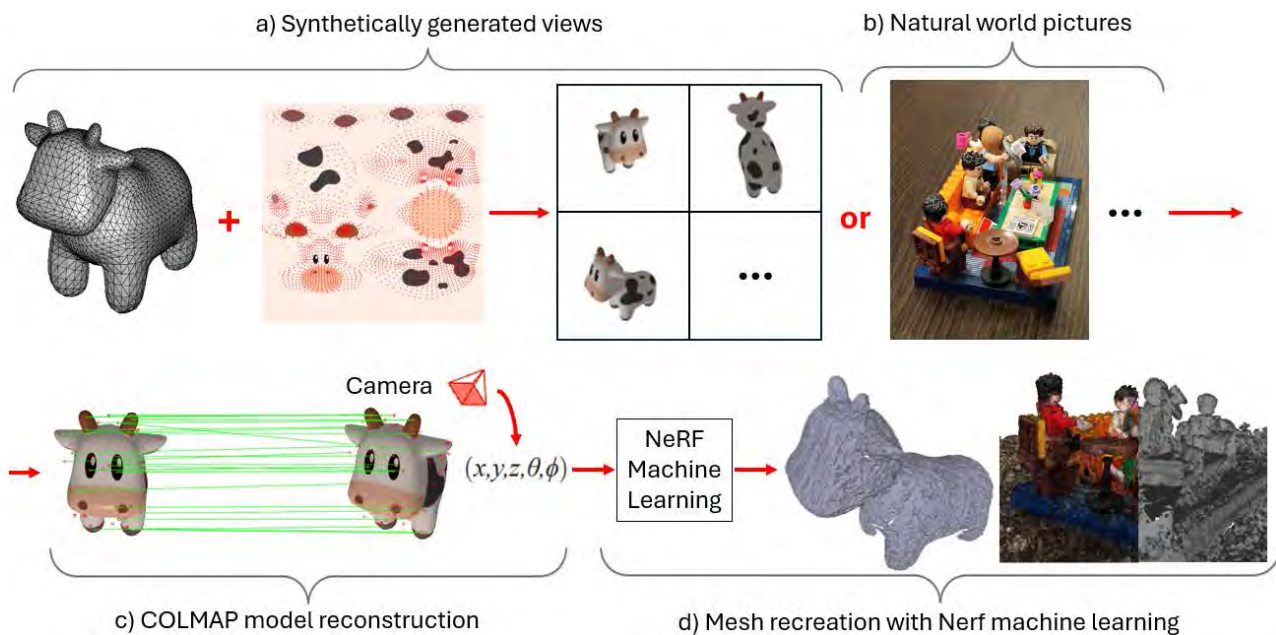 a) Synthetically generated views
b) Natural world pictures
+
or
...
...
Camera
(x,y,z,θ,ϕ)
NeRF
Machine
Learning
c) COLMAP model reconstruction
d) Mesh recreation with Nerf machine learning